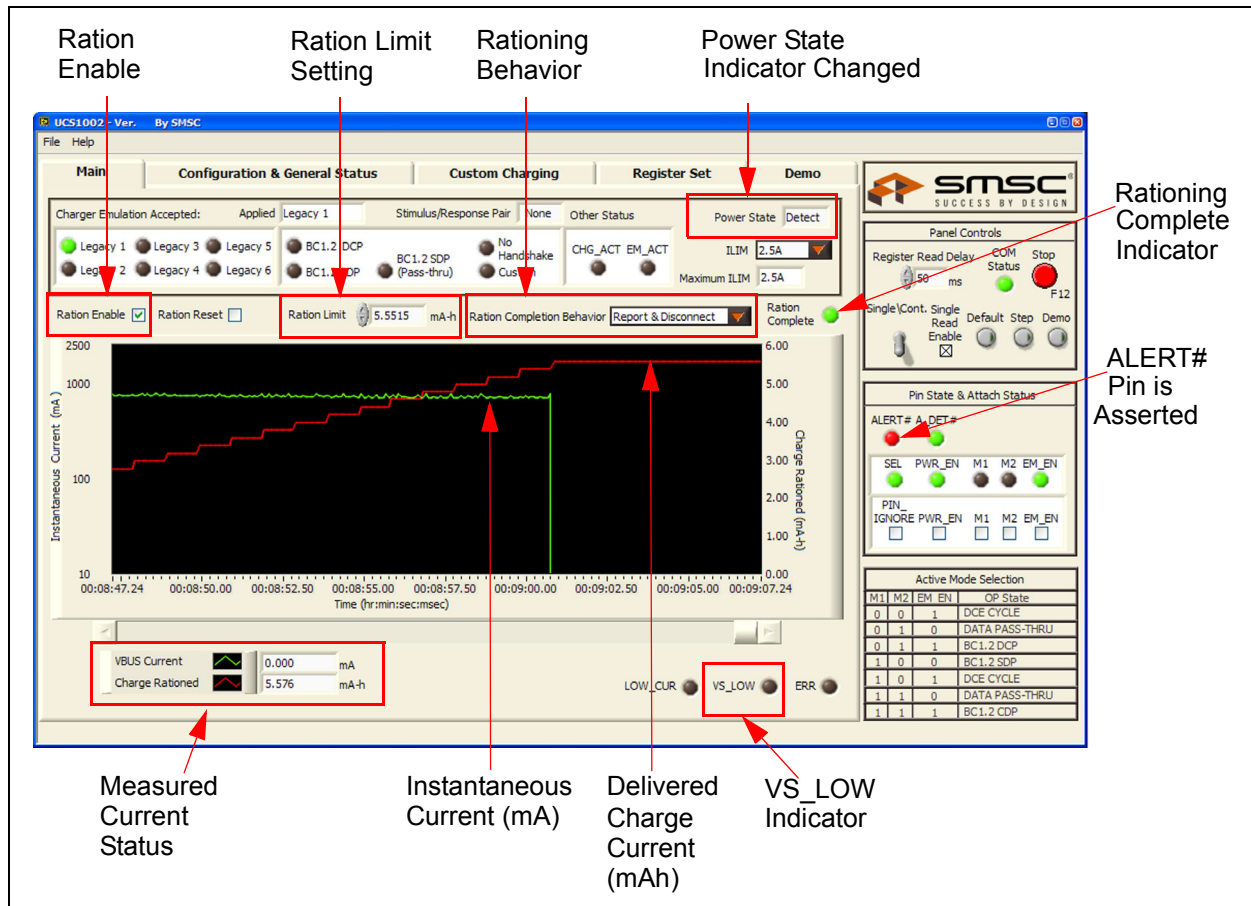 Ration
Enable
Ration Limit
Setting
Rationing
Behavior
Power State
Indicator Changed
UCS1002 - Ver. By SMSC
File Help
Main
Configuration & General Status
Custom Charging
Register Set
Demo
Charger Emulation Accepted:
Applied Legacy 1
Stimulus/Response Pair None
Other Status
Power State Detect
Legacy 1 Legacy 3 Legacy 5
Legacy 4 Legacy 6
BC1.2 SDP
(Pass-thru)
No
Handshake
CHG_ACT EM_ACT
ILIM 2.5A
Maximum ILIM 2.5A
Ration Enable
Ration Reset
Ration Limit 5.5515 mA-h
Ration Completion Behavior Report & Disconnect
Ration
Complete
2500
1000
100
10
Instantaneous Current (mA)
6.00
5.00
4.00
3.00
2.00
1.00
0.00
Charge Rationed (mA-h)
00:08:47.24 00:08:50.00 00:08:52.50 00:08:55.00 00:08:57.50 00:09:00.00 00:09:02.50 00:09:05.00 00:09:07.24
Time (hr:min:sec:msec)
VBUS Current 0.000 mA
Charge Rationed 5.576 mA-h
LOW_CUR VS_LOW ERR
smsc®
SUCCESS BY DESIGN
Panel Controls
Register Read Delay
50 ms
COM
Status
Stop
F12
Single\Cont.
Single
Read
Enable
Default Step Demo
Pin State & Attach Status
ALERT# A_DET#
SEL PWR_EN M1 M2 EM_EN
PIN_
IGNORE PWR_EN M1 M2 EM_EN
Active Mode Selection
M1 M2 EM_EN OP State
0 0 1 DCE CYCLE
0 1 0 DATA PASS-THRU
0 1 1 BC1.2 DCP
1 0 0 BC1.2 SDP
1 0 1 DCE CYCLE
1 1 0 DATA PASS-THRU
1 1 1 BC1.2 CDP
Rationing
Complete
Indicator
ALERT#
Pin is
Asserted
Measured
Current
Status
Instantaneous
Current (mA)
Delivered
Charge
Current
(mAh)
VS_LOW
Indicator